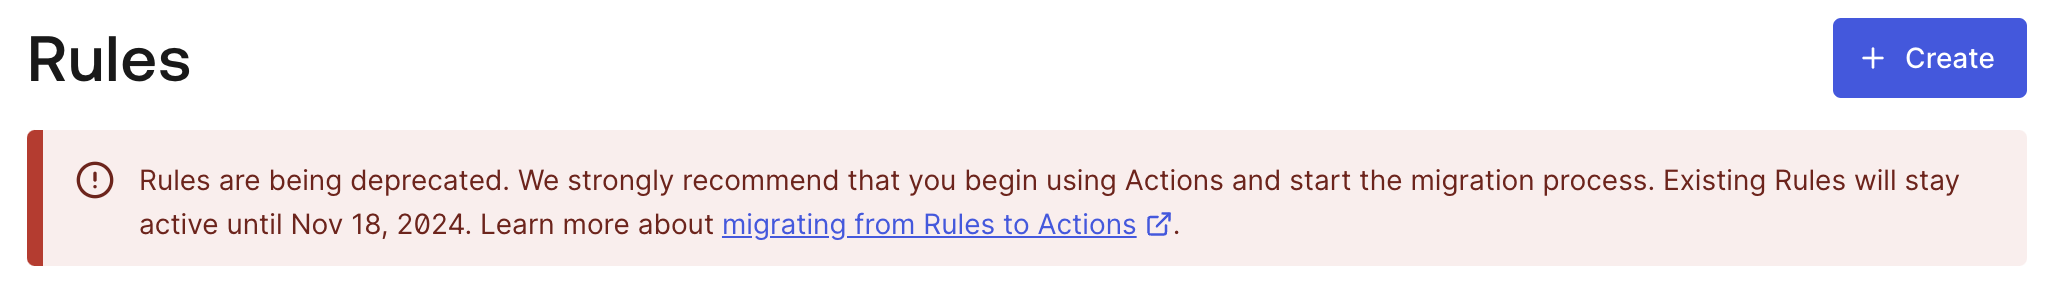 Rules
Create
Rules are being deprecated. We strongly recommend that you begin using Actions and start the migration process. Existing Rules will stay
active until Nov 18, 2024. Learn more about migrating from Rules to Actions.